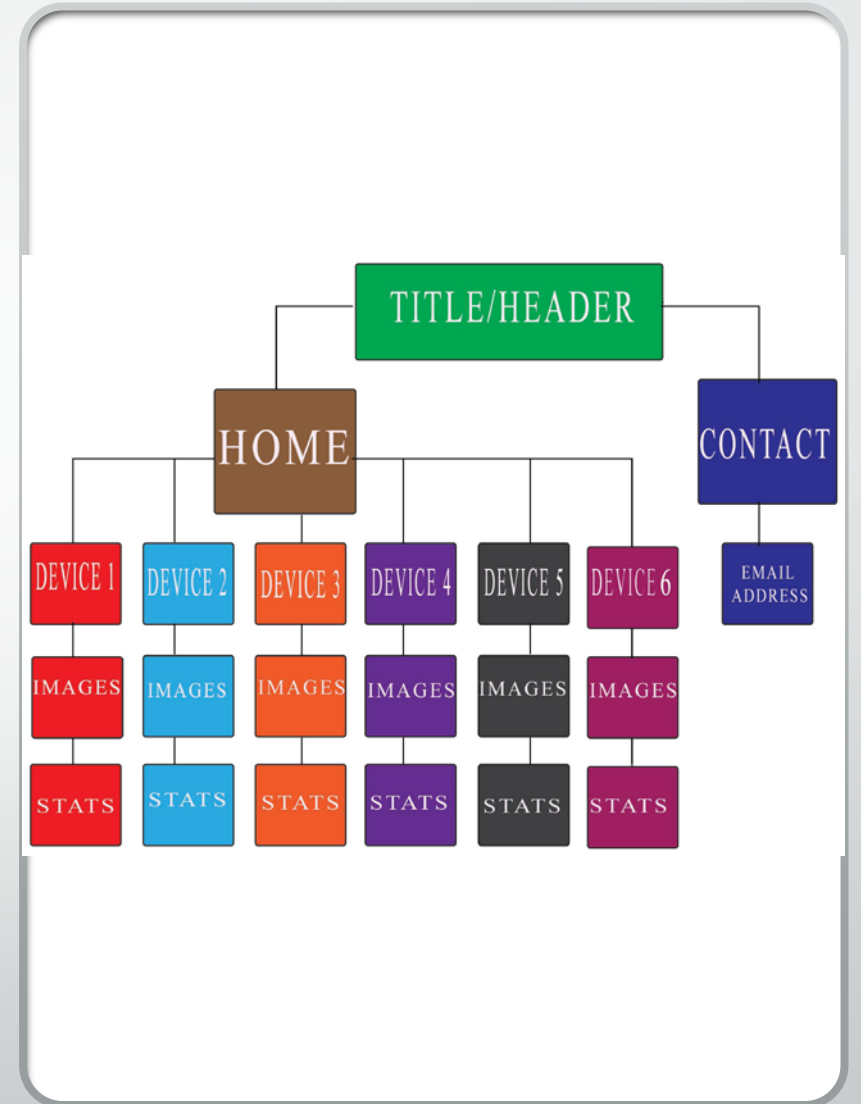 TITLE/HEADER
HOME
CONTACT
DEVICE 1
DEVICE 2
DEVICE 3
DEVICE 4
DEVICE 5
DEVICE 6
EMAIL
ADDRESS
IMAGES
IMAGES
IMAGES
IMAGES
IMAGES
IMAGES
STATS
STATS
STATS
STATS
STATS
STATS